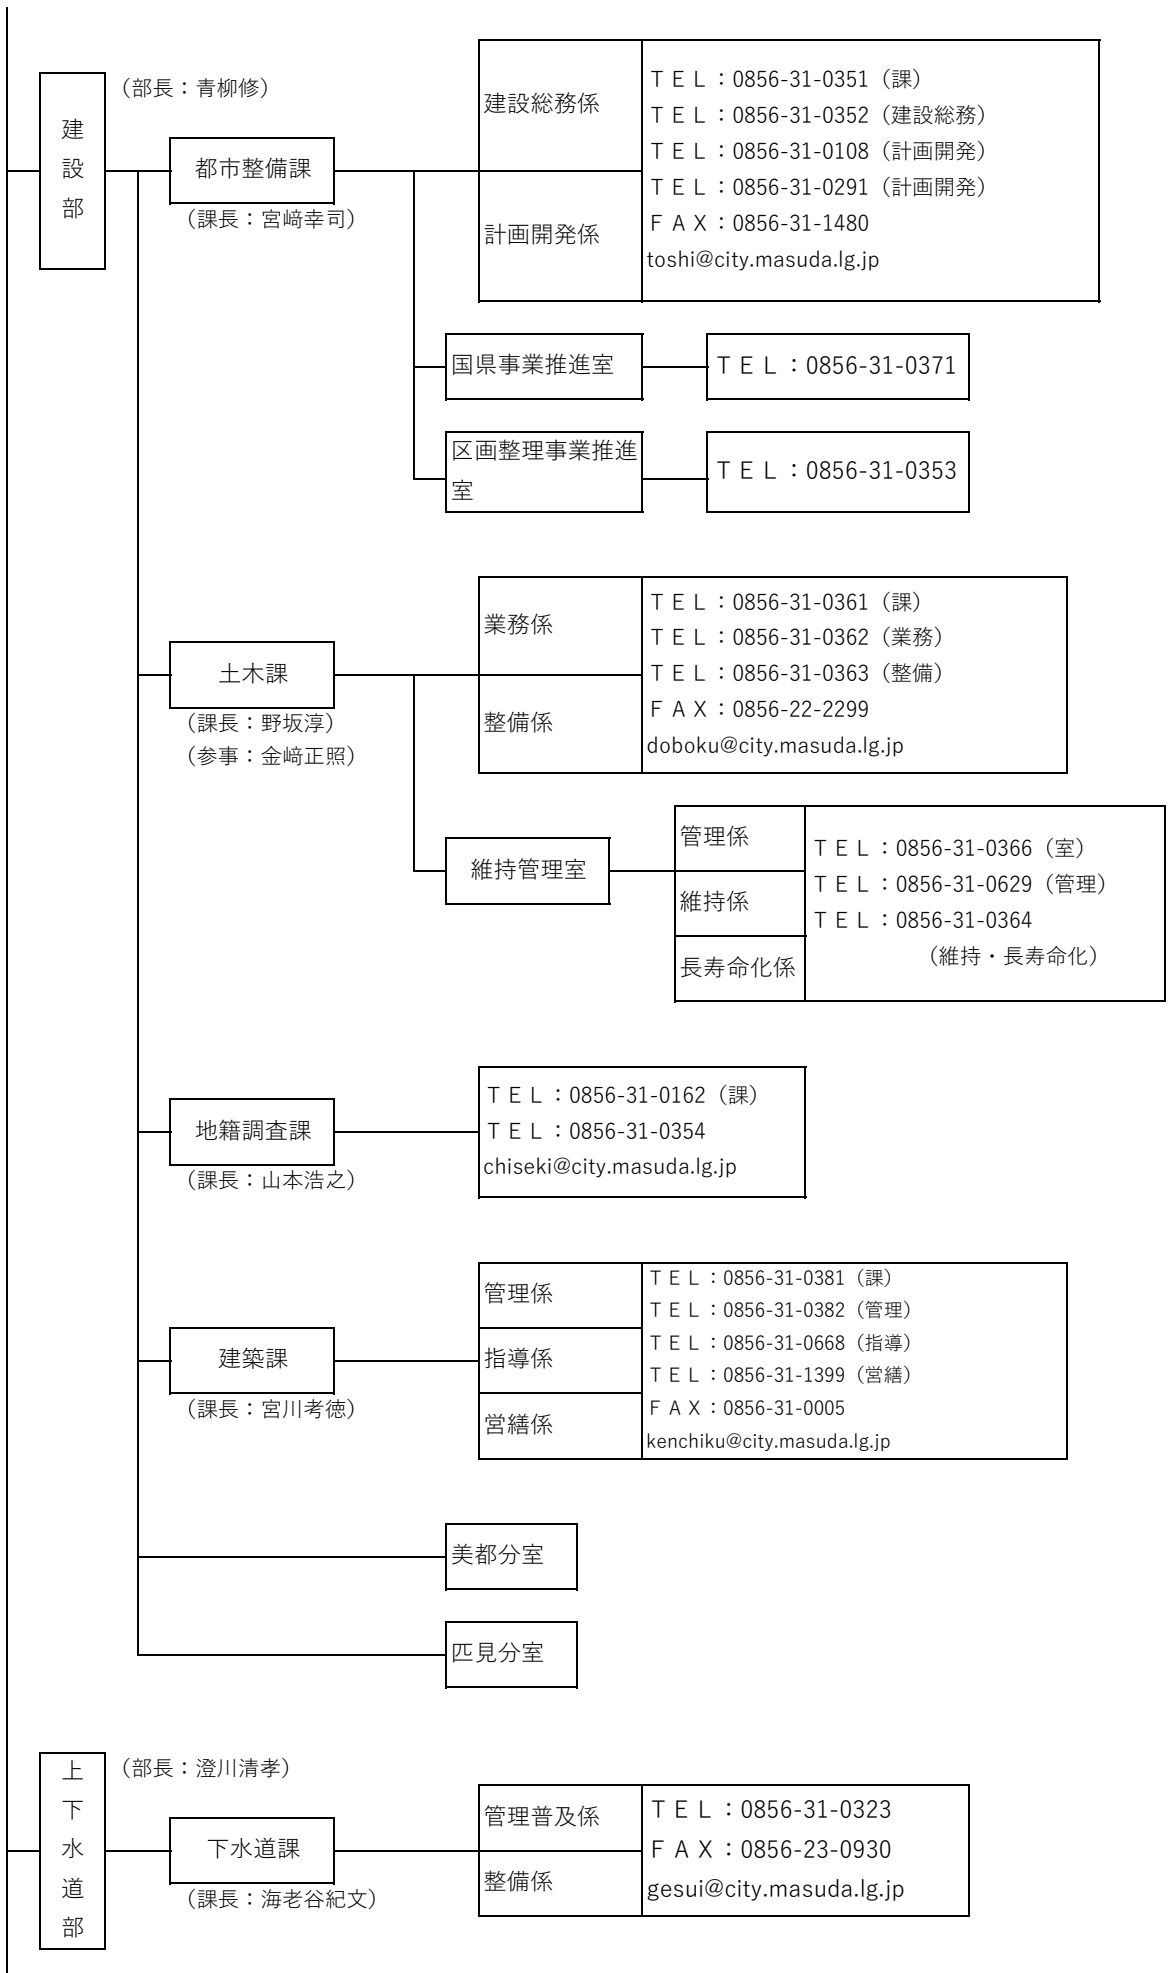 建設部
（部長：青柳修）
都市整備課
（課長：宮﨑幸司）
建設総務係
計画開発係
ＴＥＬ：0856-31-0351（課）
ＴＥＬ：0856-31-0352（建設総務）
ＴＥＬ：0856-31-0108（計画開発）
ＴＥＬ：0856-31-0291（計画開発）
ＦＡＸ：0856-31-1480
toshi@city.masuda.lg.jp
国県事業推進室
ＴＥＬ：0856-31-0371
区画整理事業推進
室
ＴＥＬ：0856-31-0353
土木課
（課長：野坂淳）
（参事：金﨑正照）
業務係
整備係
ＴＥＬ：0856-31-0361（課）
ＴＥＬ：0856-31-0362（業務）
ＴＥＬ：0856-31-0363（整備）
ＦＡＸ：0856-22-2299
doboku@city.masuda.lg.jp
維持管理室
管理係
維持係
長寿命化係
ＴＥＬ：0856-31-0366（室）
ＴＥＬ：0856-31-0629（管理）
ＴＥＬ：0856-31-0364
（維持・長寿命化）
地籍調査課
（課長：山本浩之）
ＴＥＬ：0856-31-0162（課）
ＴＥＬ：0856-31-0354
chiseki@city.masuda.lg.jp
建築課
（課長：宮川考徳）
管理係
指導係
営繕係
ＴＥＬ：0856-31-0381（課）
ＴＥＬ：0856-31-0382（管理）
ＴＥＬ：0856-31-0668（指導）
ＴＥＬ：0856-31-1399（営繕）
ＦＡＸ：0856-31-0005
kenchiku@city.masuda.lg.jp
美都分室
匹見分室
上下水道部
（部長：澄川清孝）
下水道課
（課長：海老谷紀文）
管理普及係
整備係
ＴＥＬ：0856-31-0323
ＦＡＸ：0856-23-0930
gesui@city.masuda.lg.jp